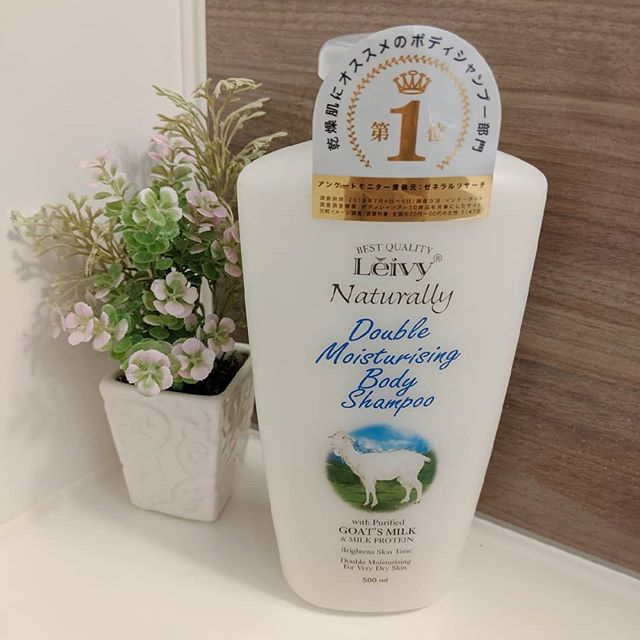 乾燥肌にオススメのボディシャンプー部門
第1位
アンケートモニター提供元:ゼネラルリサーチ
BEST QUALITY
Lěivy®
Naturally
Double
Moisturising
Body
Shampoo
with Purified
GOAT'S MILK
& MILK PROTEIN
Brightens Skin Tone
Double Moisturising
For Very Dry Skin
500 ml